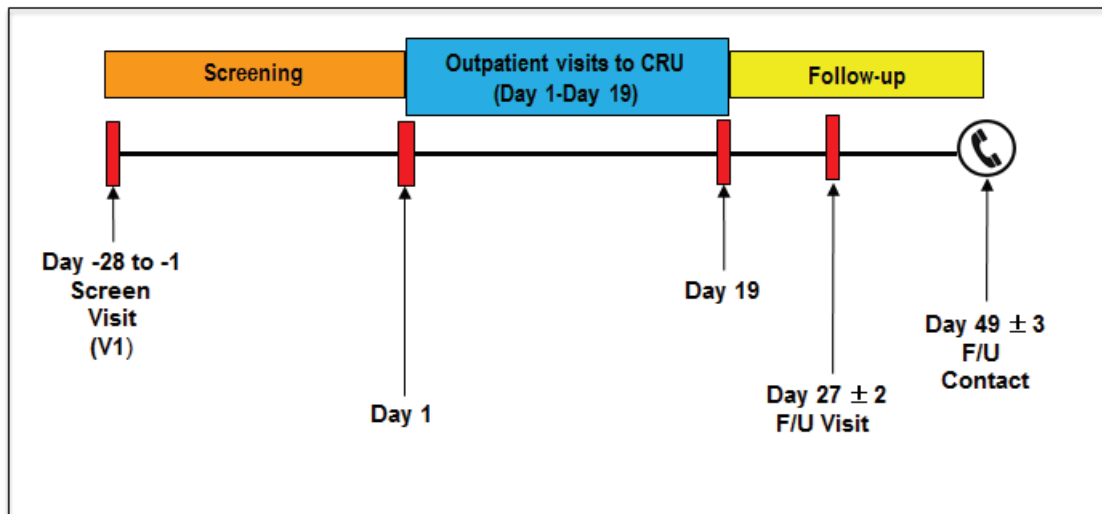 Screening
Outpatient visits to CRU
(Day 1-Day 19)
Follow-up
Day -28 to -1
Screen
Visit
(V1)
Day 1
Day 19
Day 27 ± 2
F/U Visit
Day 49 ± 3
F/U
Contact